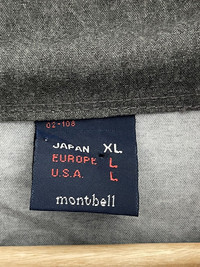 02-108
JAPAN XL
EUROPE L
U.S.A. L
montbell